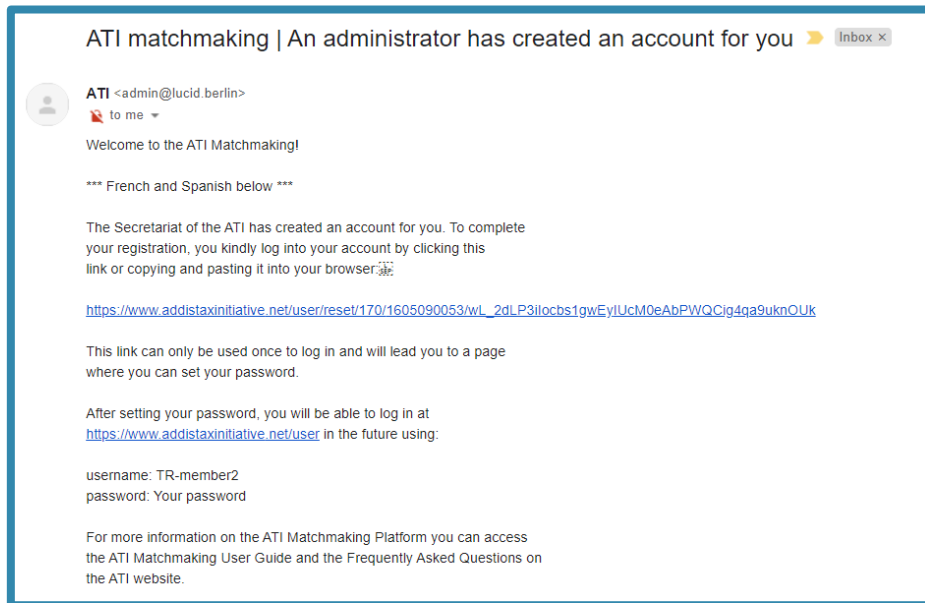 ATI matchmaking | An administrator has created an account for you Inbox ×
ATI <admin@lucid.berlin>
to me
Welcome to the ATI Matchmaking!
*** French and Spanish below ***
The Secretariat of the ATI has created an account for you. To complete
your registration, you kindly log into your account by clicking this
link or copying and pasting it into your browser:
https://www.addistaxinitiative.net/user/reset/170/1605090053/wL_2dLP3iIocbs1gwEyIUcM0eAbPWQCig4qa9uknOUk
This link can only be used once to log in and will lead you to a page
where you can set your password.
After setting your password, you will be able to log in at
https://www.addistaxinitiative.net/user in the future using:
username: TR-member2
password: Your password
For more information on the ATI Matchmaking Platform you can access
the ATI Matchmaking User Guide and the Frequently Asked Questions on
the ATI website.